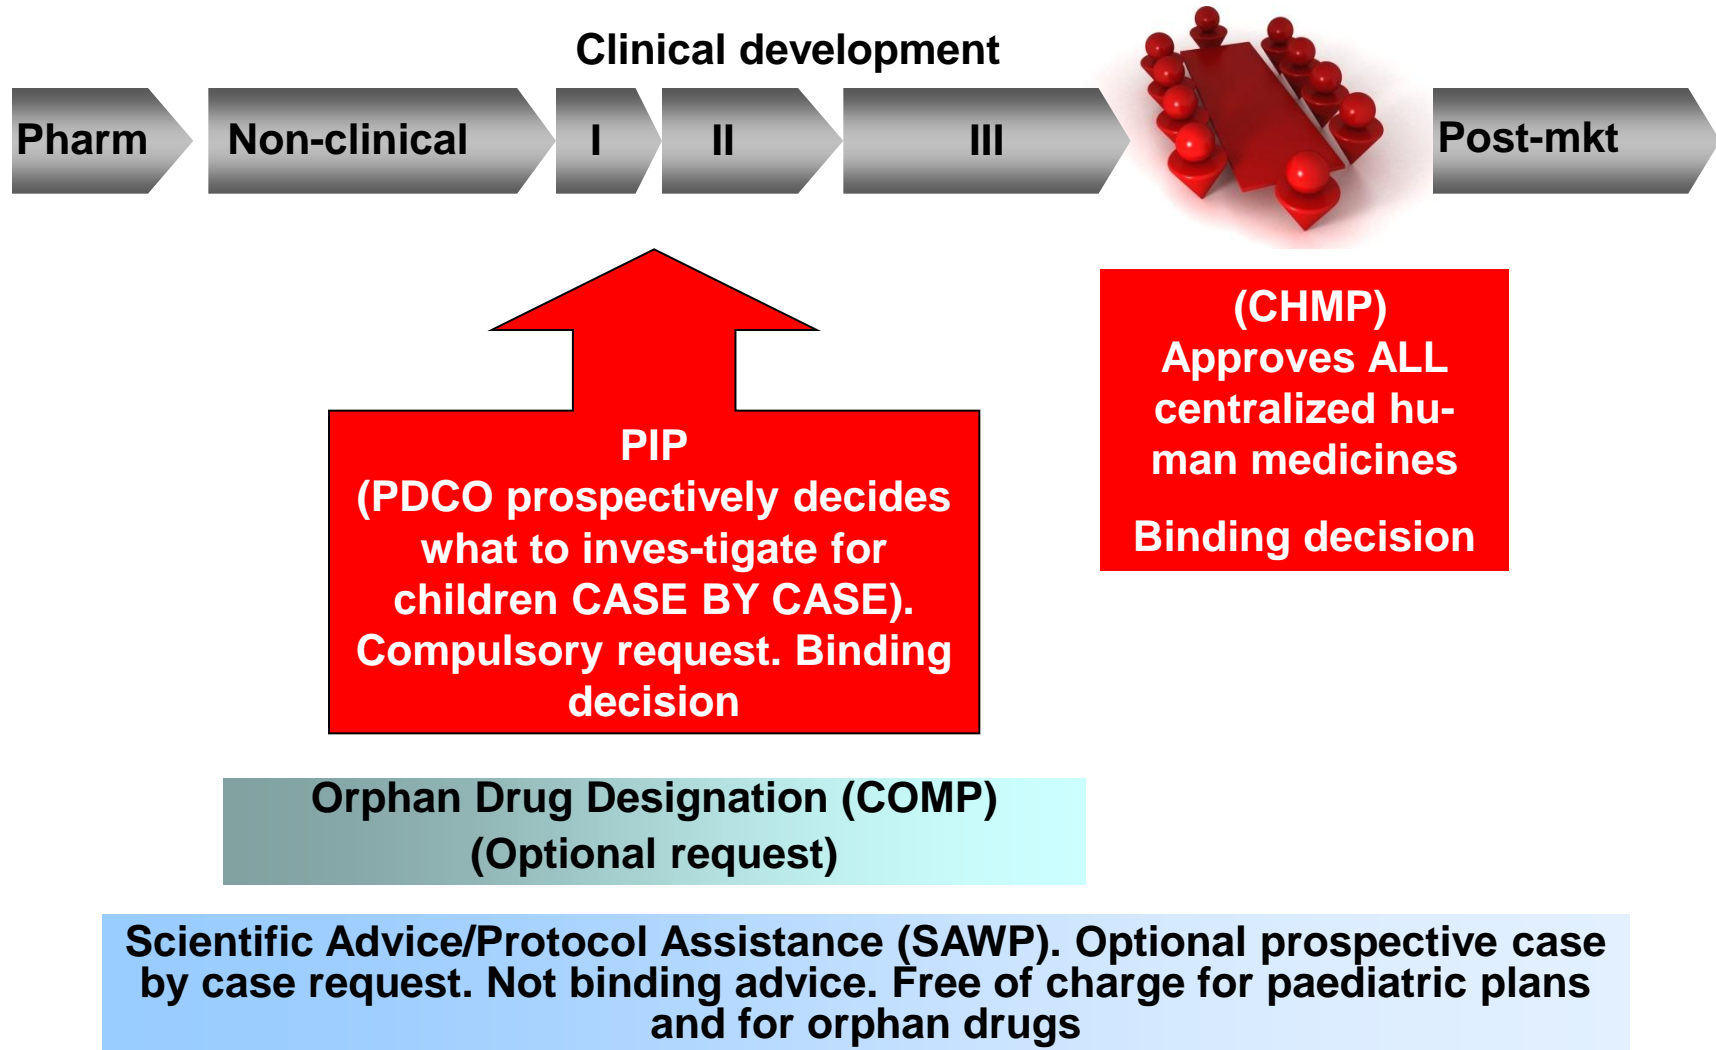 Clinical development
Pharm
Non-clinical
I
II
III
Post-mkt
PIP
(PDCO prospectively decides
what to inves-tigate for
children CASE BY CASE).
Compulsory request. Binding
decision
(CHMP)
Approves ALL
centralized hu-
man medicines
Binding decision
Orphan Drug Designation (COMP)
(Optional request)
Scientific Advice/Protocol Assistance (SAWP). Optional prospective case
by case request. Not binding advice. Free of charge for paediatric plans
and for orphan drugs